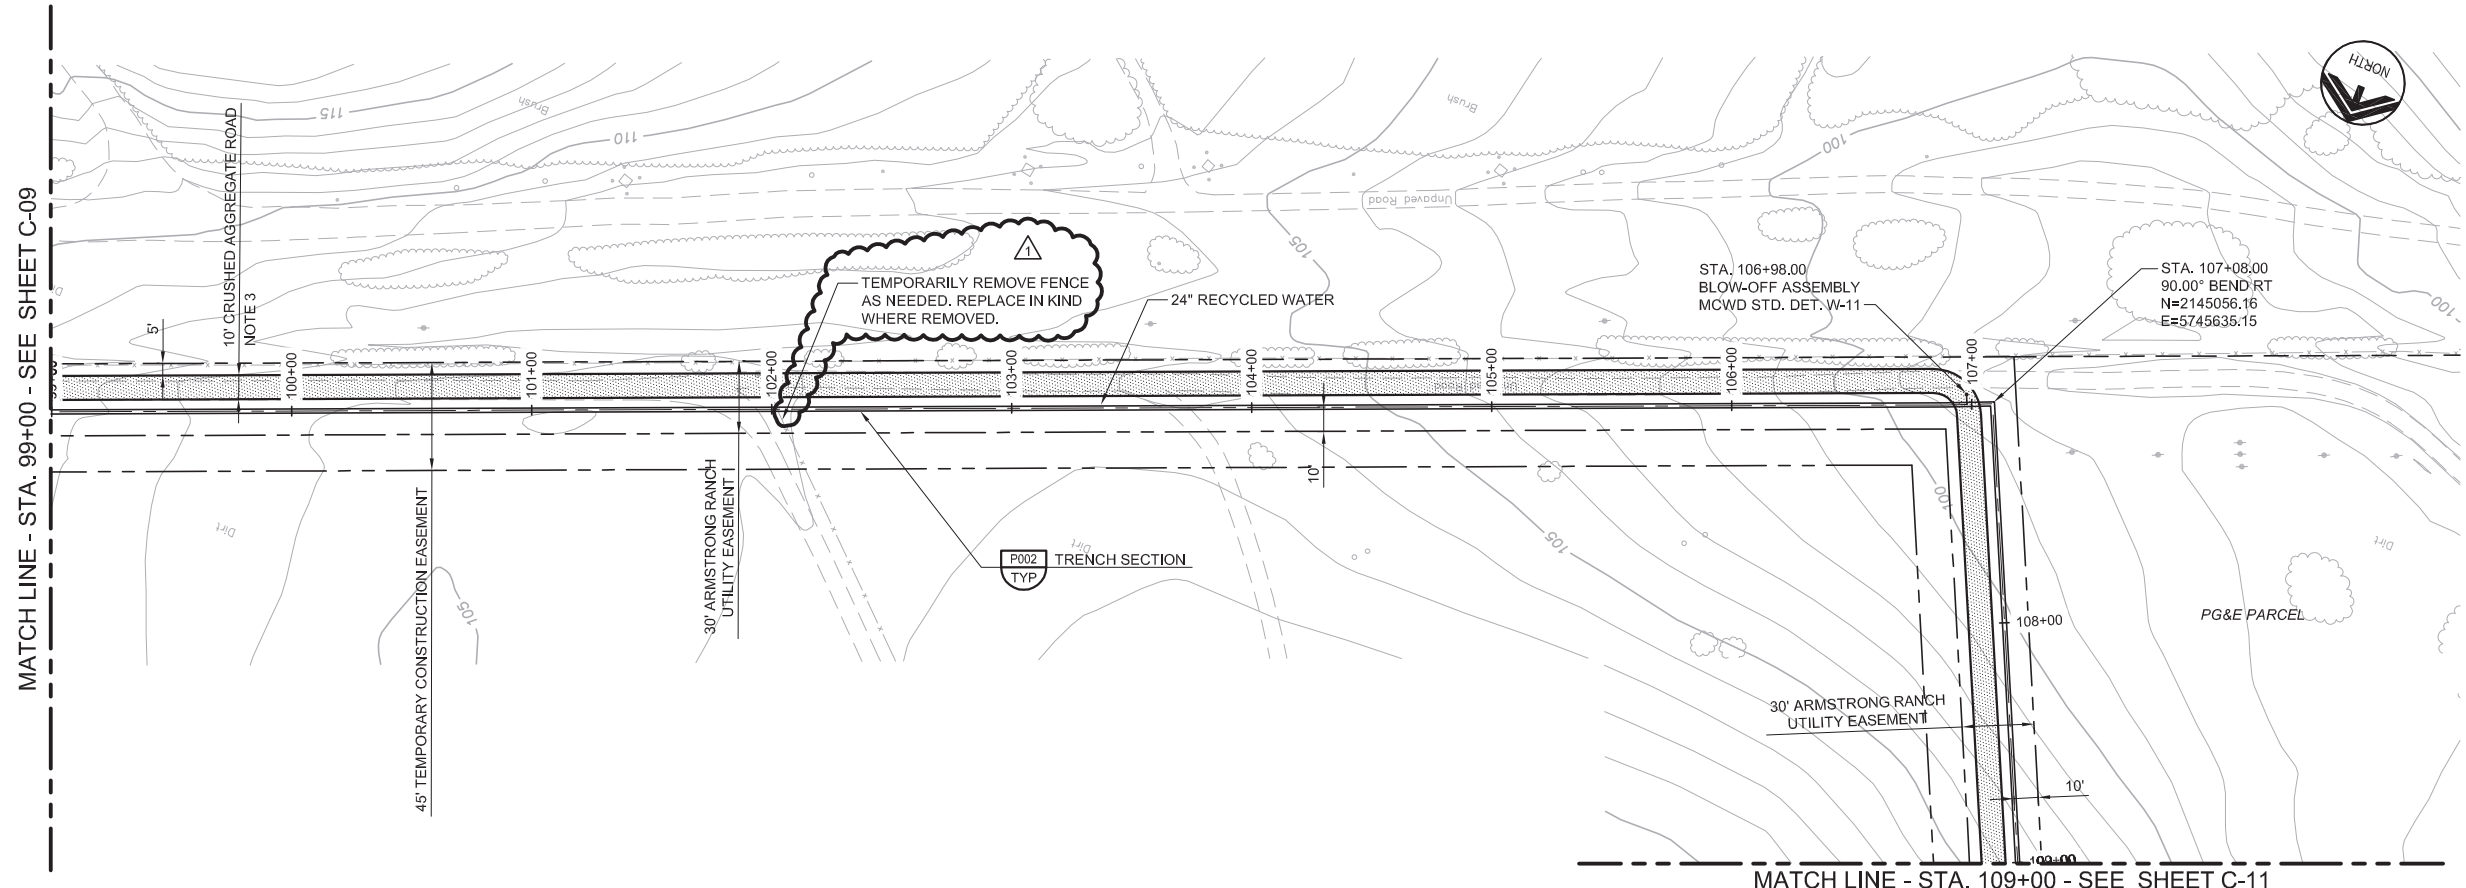 MATCH LINE - STA. 99+00 - SEE SHEET C-09
115
110
Brush
Brush
100
NORTH
10' CRUSHED AGGREGATE ROAD
NOTE 3
5'
Unpaved Road
105
100
1
TEMPORARILY REMOVE FENCE
AS NEEDED. REPLACE IN KIND
WHERE REMOVED.
24" RECYCLED WATER
STA. 106+98.00
BLOW-OFF ASSEMBLY
MCWD STD. DET. W-11
STA. 107+08.00
90.00° BEND RT
N=2145056.16
E=5745635.15
100+00
101+00
102+00
103+00
104+00
105+00
106+00
107+00
Road
10'
45' TEMPORARY CONSTRUCTION EASEMENT
30' ARMSTRONG RANCH
UTILITY EASEMENT
Dirt
Dirt
Dirt
105
105
100
P002
TYP
TRENCH SECTION
108+00
PG&E PARCEL
30' ARMSTRONG RANCH
UTILITY EASEMENT
10'
109+00
MATCH LINE - STA. 109+00 - SEE SHEET C-11